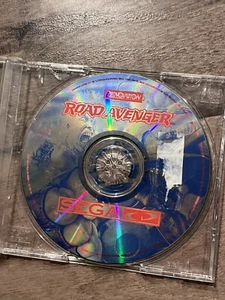 RENOVATION
ROAD AVENGER
SEGA CD